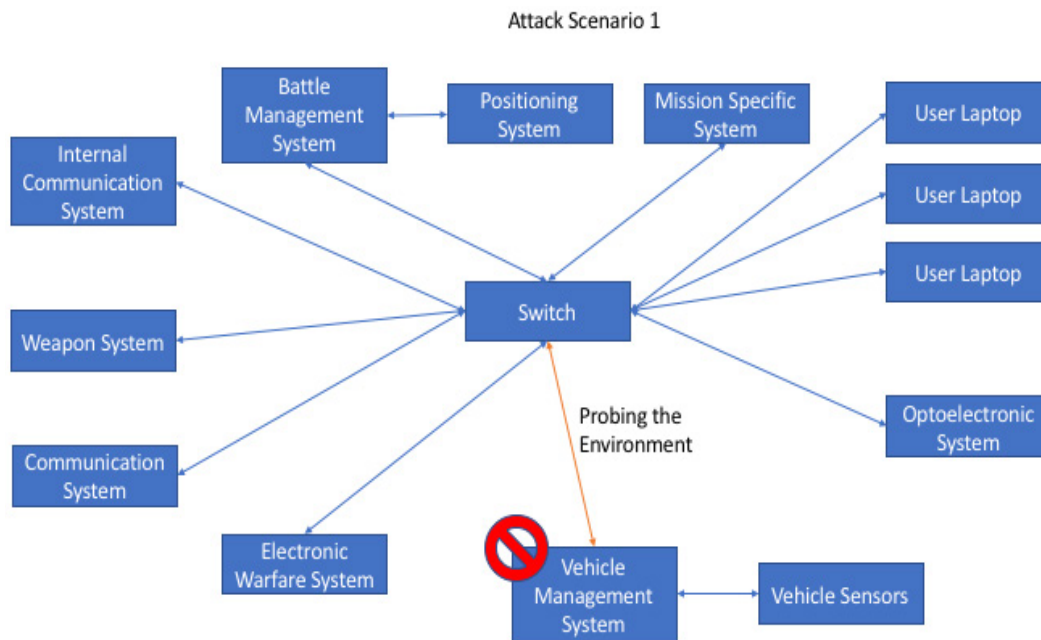 Attack Scenario 1
Battle
Management
System
Positioning
System
Mission Specific
System
User Laptop
User Laptop
User Laptop
Internal
Communication
System
Switch
Weapon System
Probing the
Environment
Optoelectronic
System
Communication
System
Electronic
Warfare System
Vehicle
Management
System
Vehicle Sensors